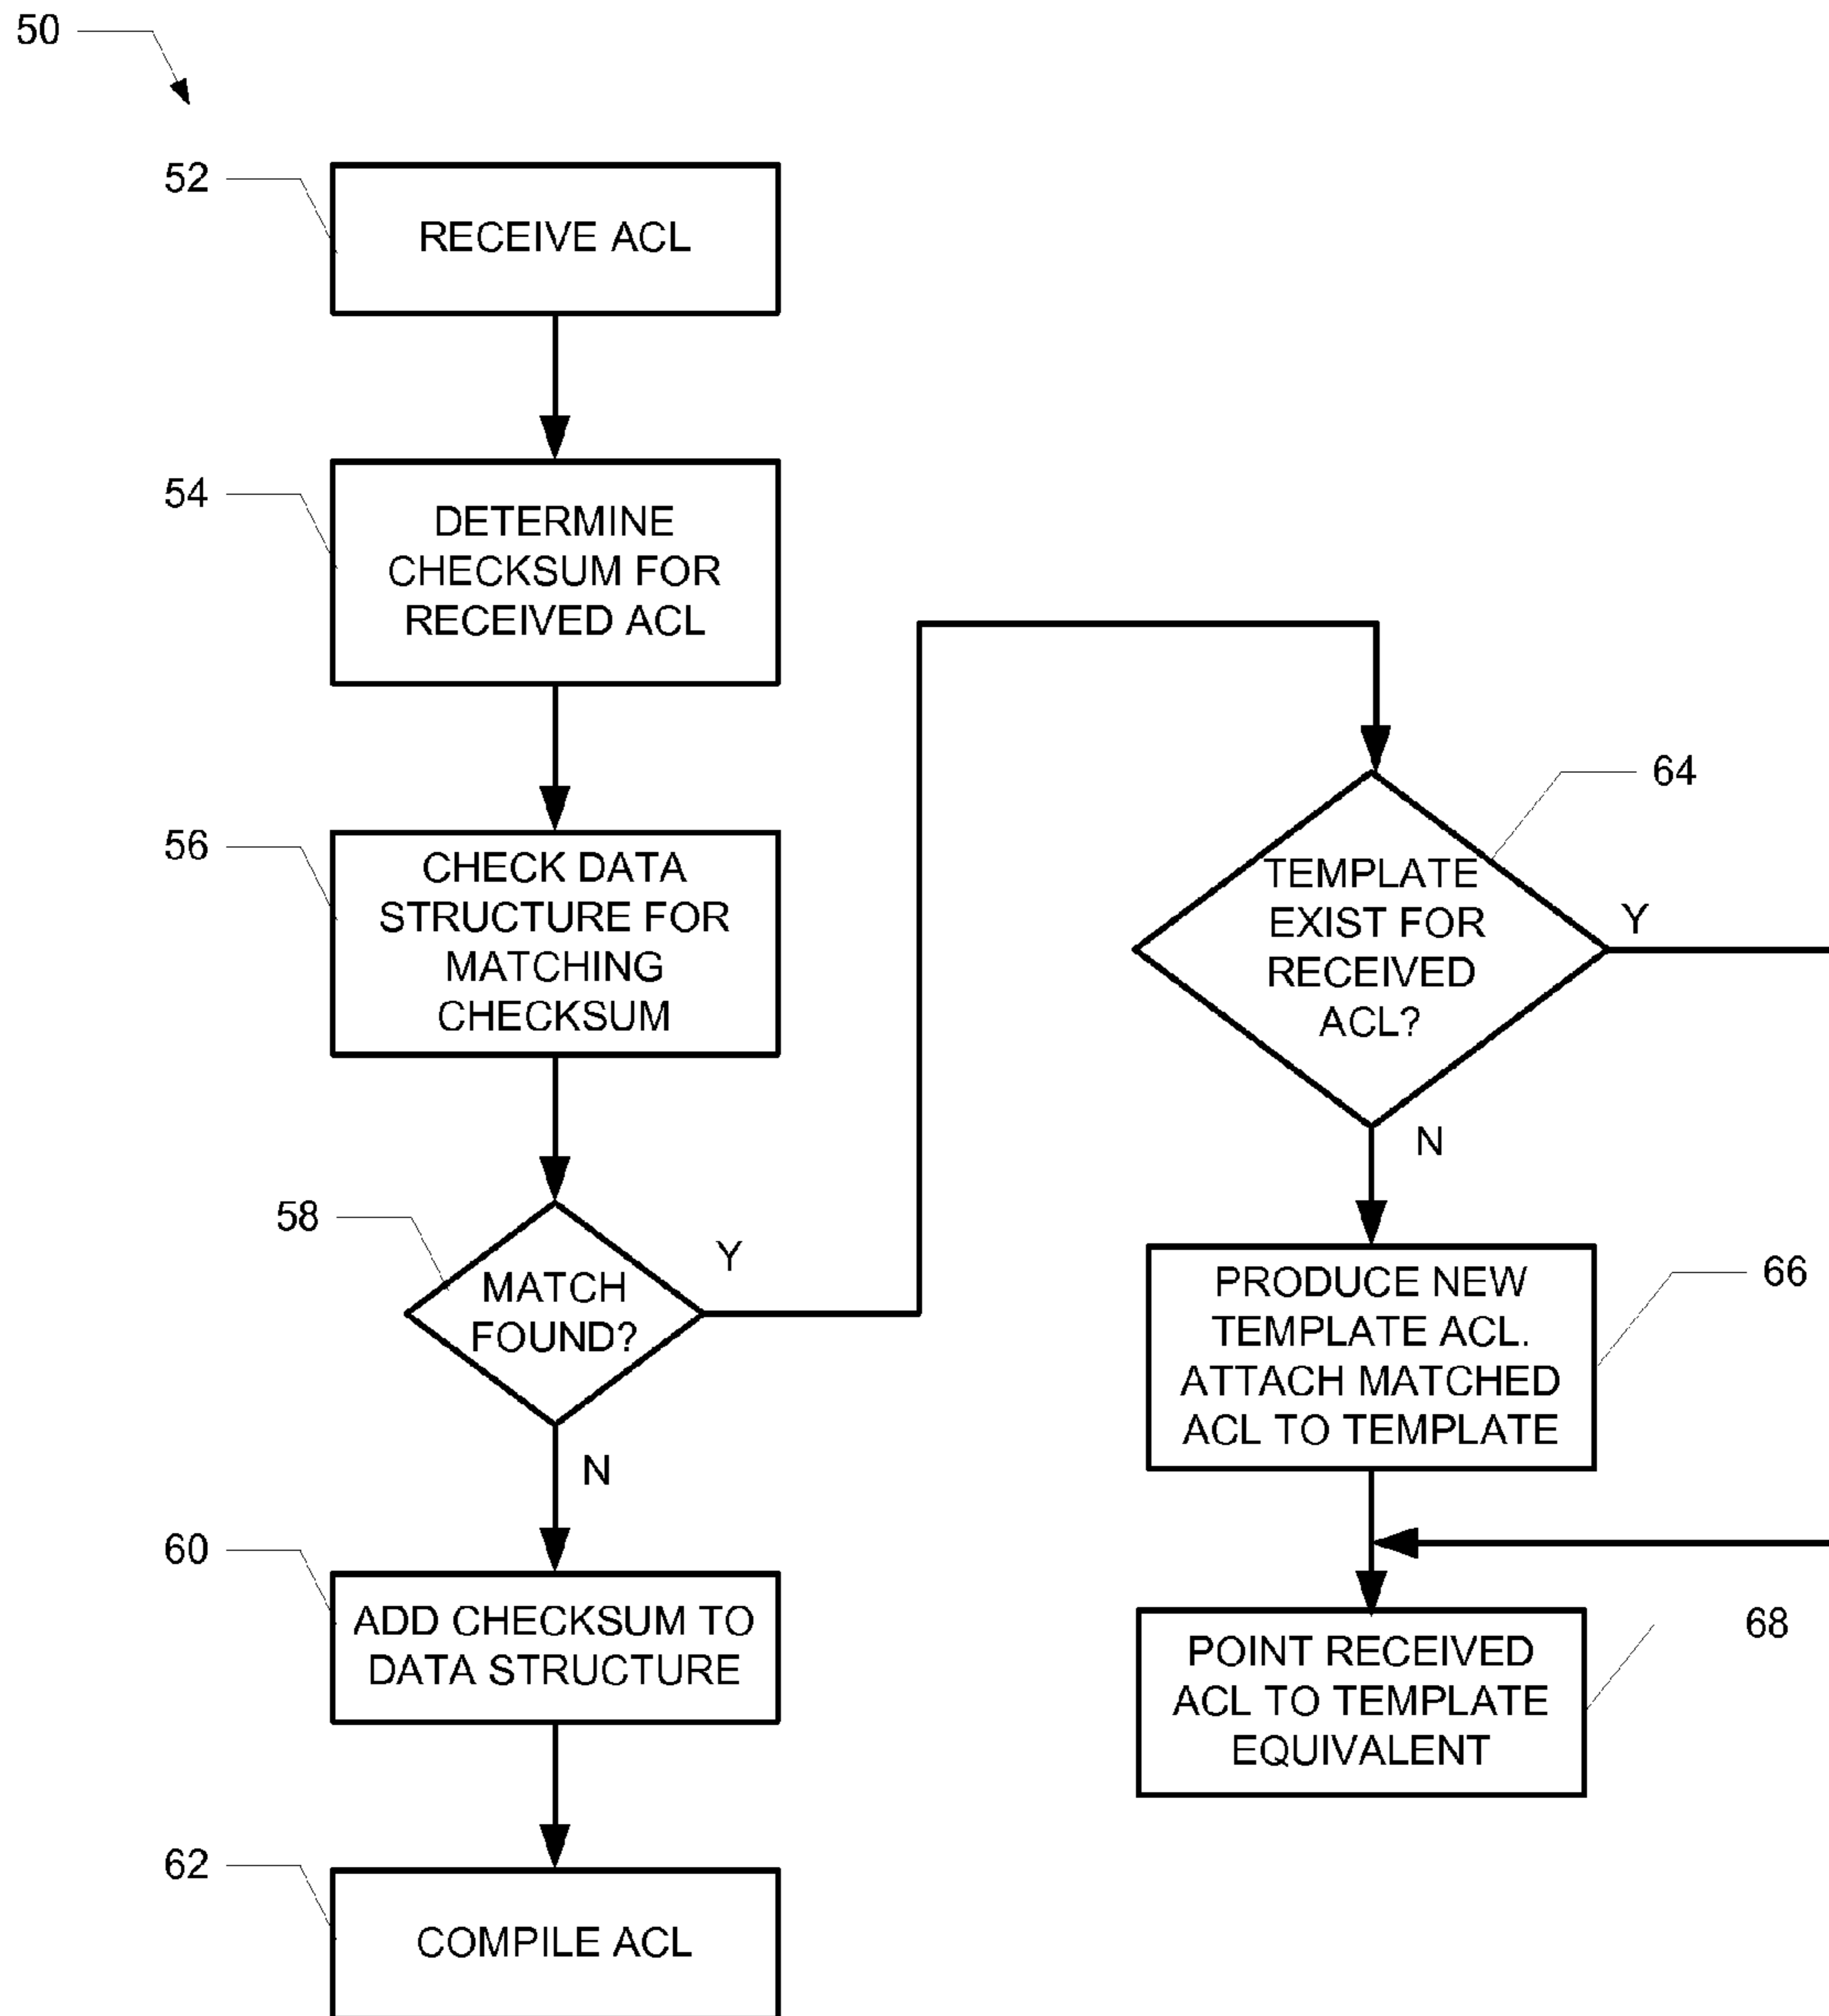 50
52
RECEIVE ACL
54
DETERMINE
CHECKSUM FOR
RECEIVED ACL
56
CHECK DATA
STRUCTURE FOR
MATCHING
CHECKSUM
58
MATCH
FOUND?
Y
N
60
ADD CHECKSUM TO
DATA STRUCTURE
62
COMPILE ACL
64
TEMPLATE
EXIST FOR
RECEIVED
ACL?
Y
N
66
PRODUCE NEW
TEMPLATE ACL.
ATTACH MATCHED
ACL TO TEMPLATE
68
POINT RECEIVED
ACL TO TEMPLATE
EQUIVALENT